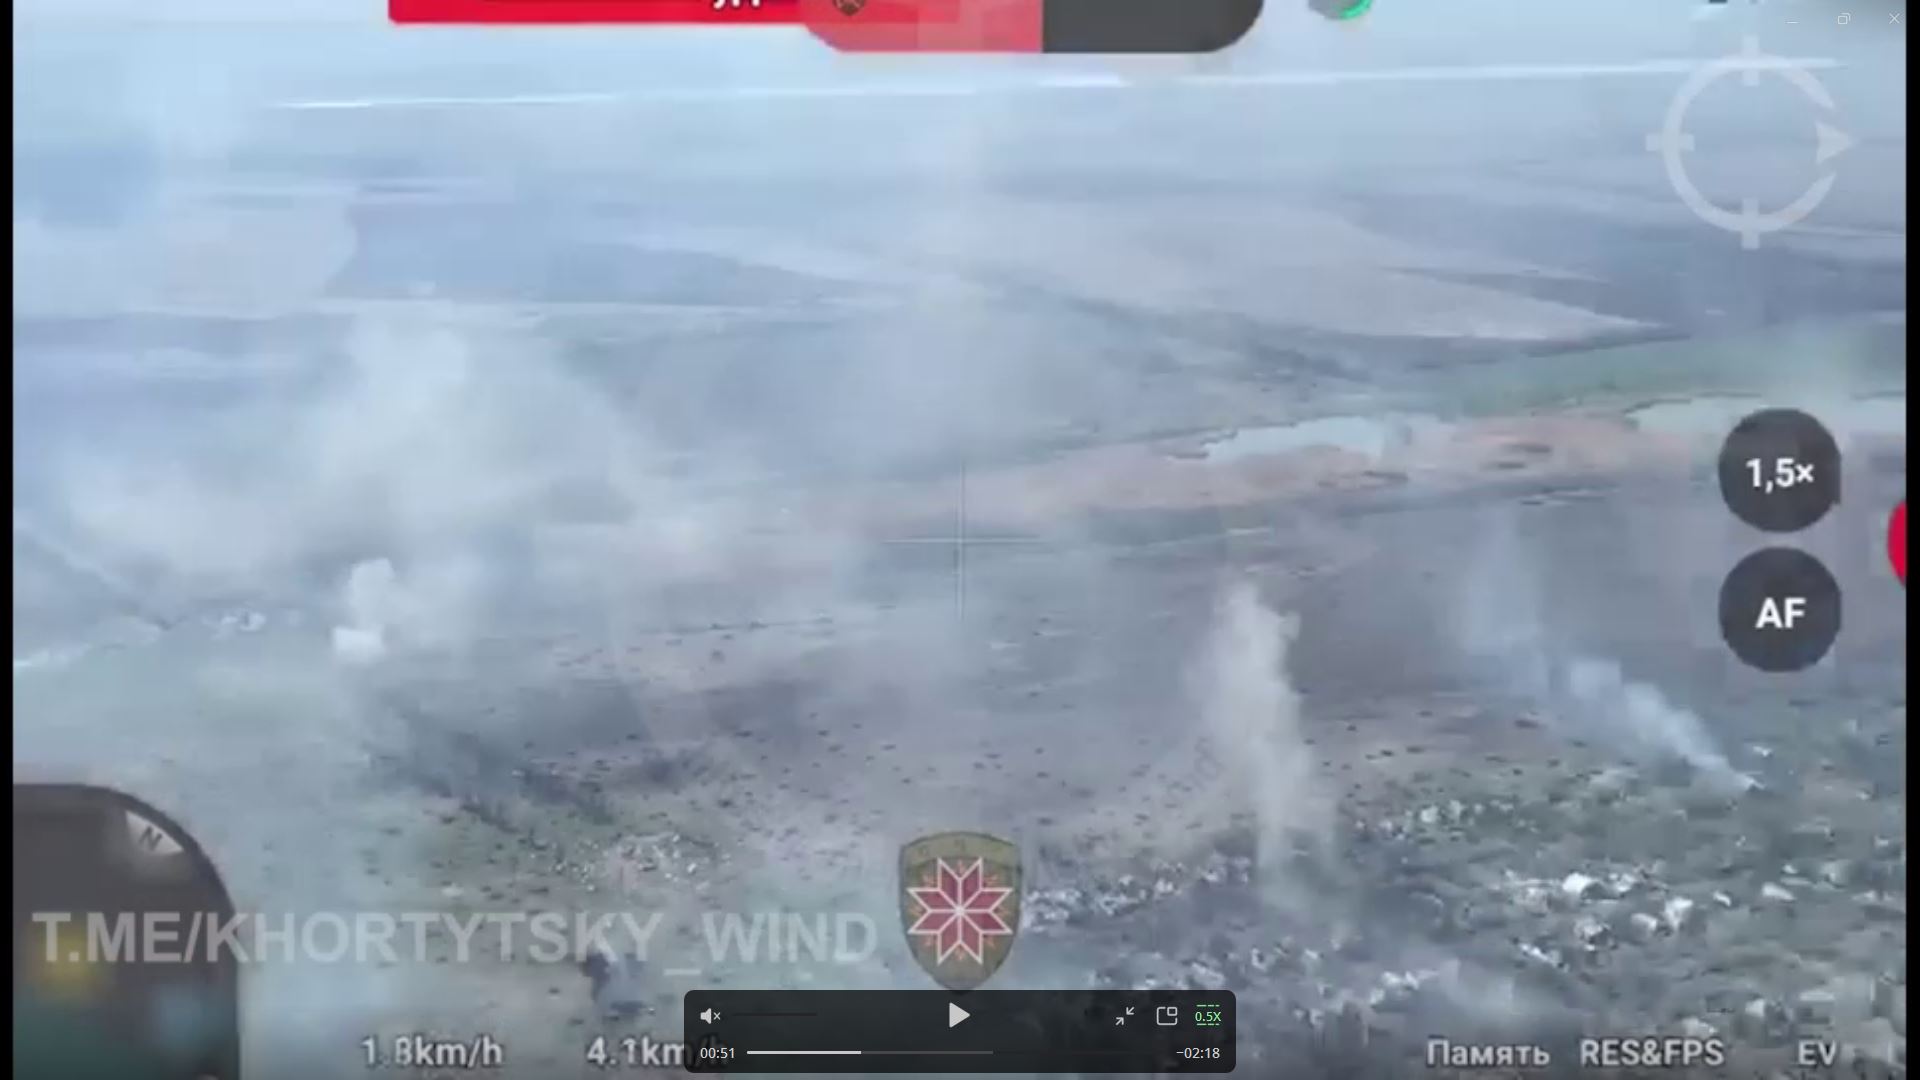 1,5×
AF
N
T.ME/KHORTYTSKY_WIND
1.8km/h
4.1km
Память
RES&FPS
EV
0.5X
00:51
−02:18